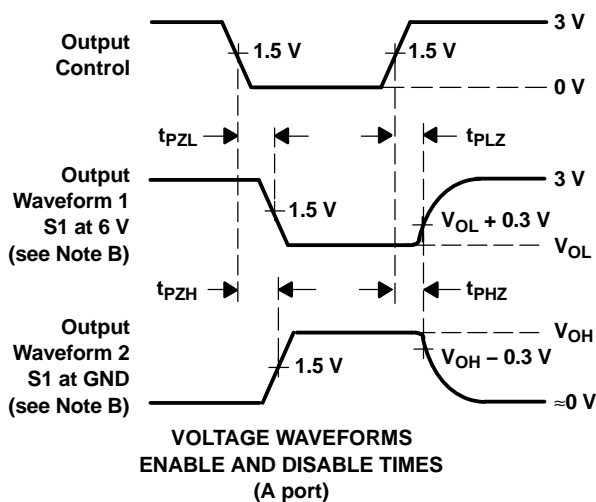 Output
Control
1.5 V
1.5 V
3 V
0 V
tPZL
tPLZ
Output
Waveform 1
S1 at 6 V
(see Note B)
1.5 V
3 V
VOL + 0.3 V
VOL
tPZH
tPHZ
Output
Waveform 2
S1 at GND
(see Note B)
1.5 V
VOH
VOH – 0.3 V
≈0 V
VOLTAGE WAVEFORMS
ENABLE AND DISABLE TIMES
(A port)